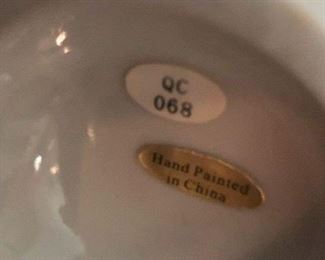 QC
068
Hand Painted
in China